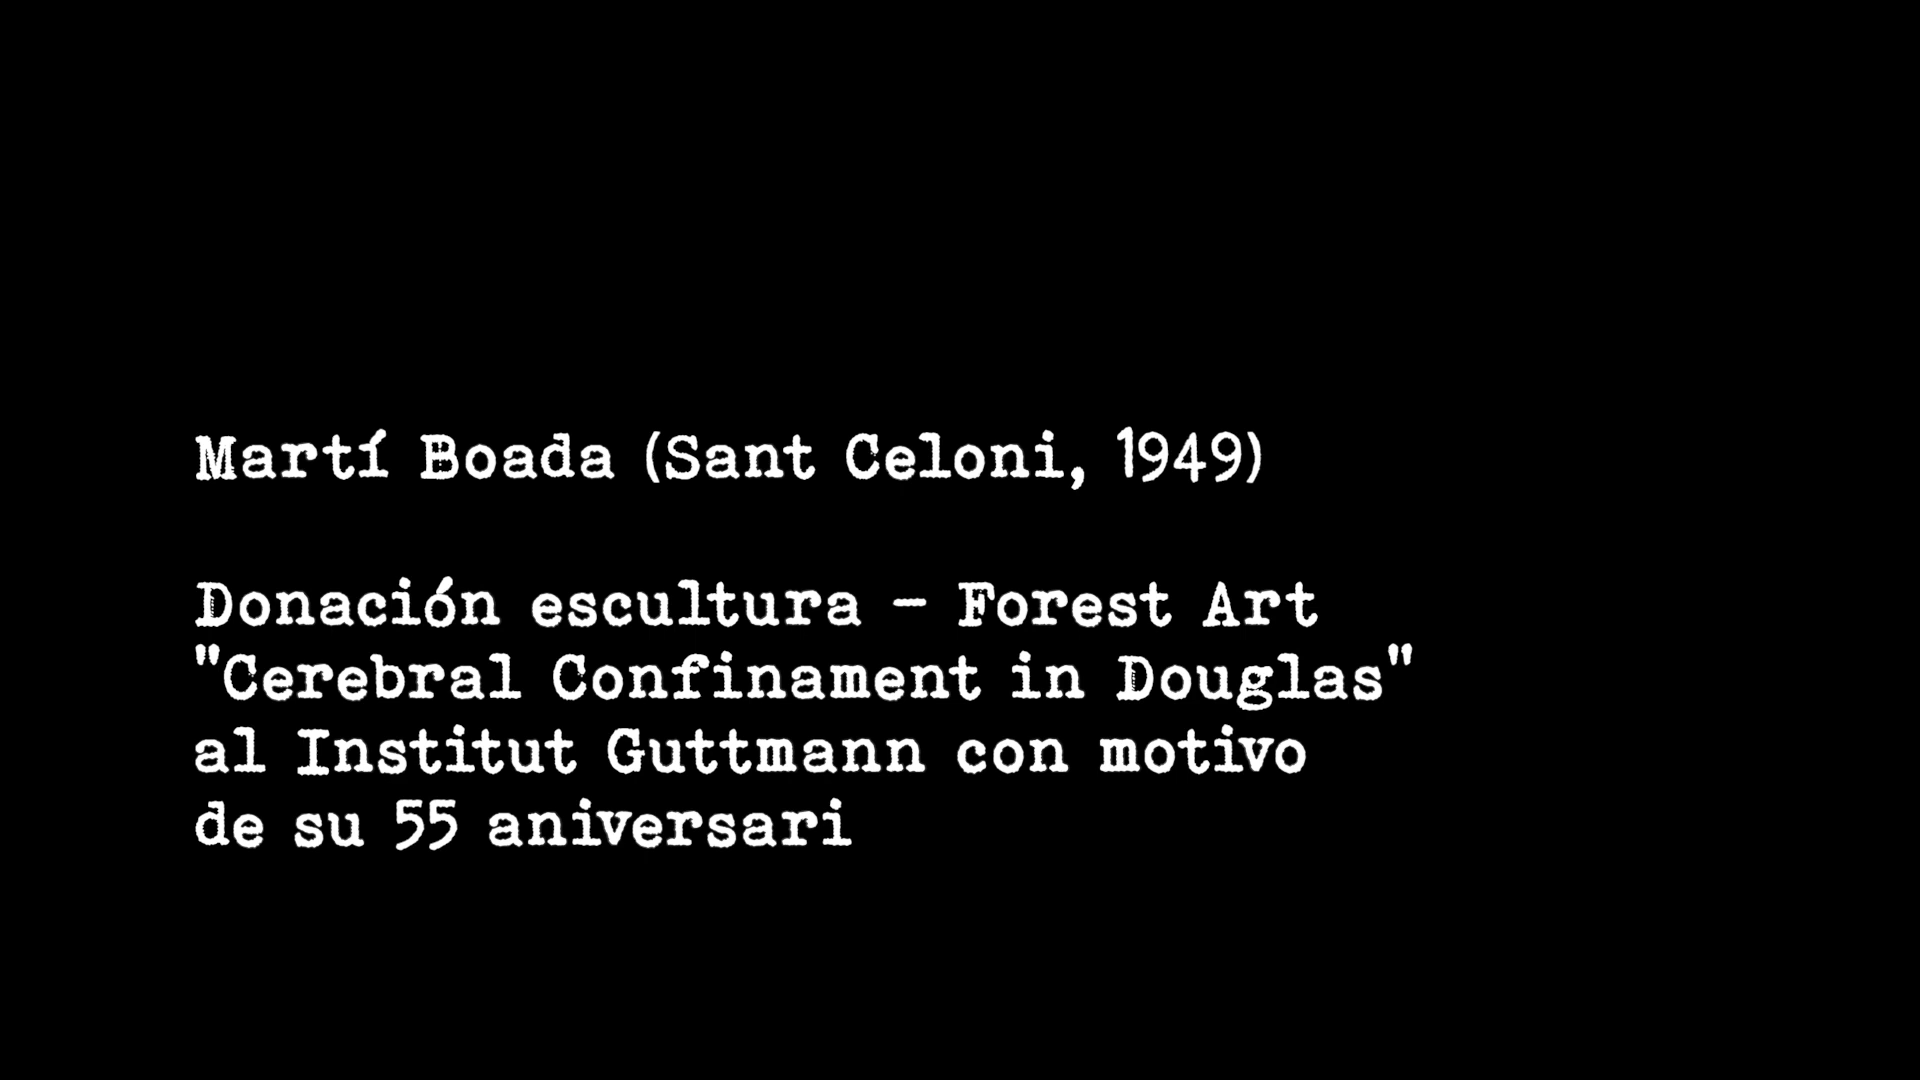 Martí Boada (Sant Celoni, 1949)
Donación escultura - Forest Art
"Cerebral Confinament in Douglas"
al Institut Guttmann con motivo
de su 55 aniversari